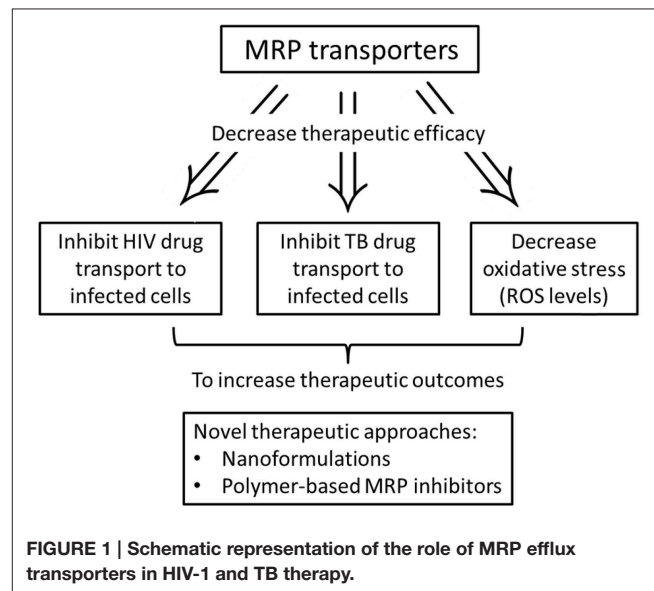 MRP transporters
Decrease therapeutic efficacy
Inhibit HIV drug
transport to
infected cells
Inhibit TB drug
transport to
infected cells
Decrease
oxidative stress
(ROS levels)
To increase therapeutic outcomes
Novel therapeutic approaches:
• Nanoformulations
• Polymer-based MRP inhibitors
FIGURE 1 | Schematic representation of the role of MRP efflux
transporters in HIV-1 and TB therapy.